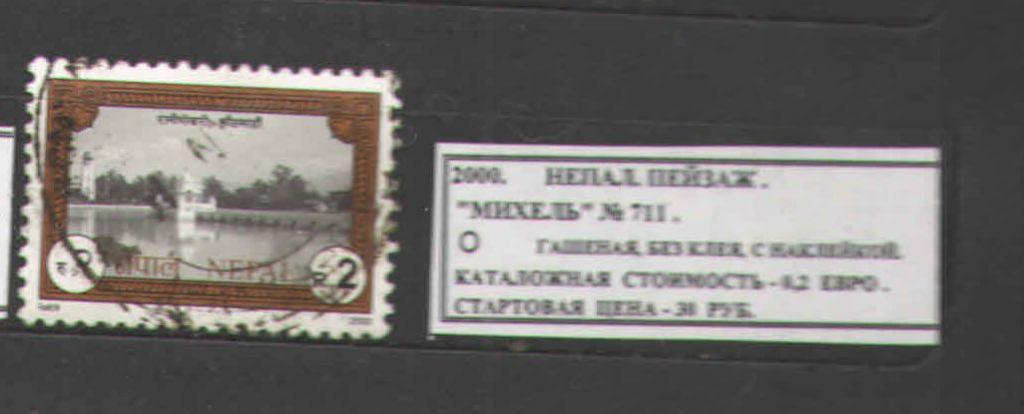 नेपाल NEPAL
2
2000. НЕПАЛ. ПЕЙЗАЖ.
"МИХЕЛЬ" № 711.
О ГАШЕНАЯ, БЕЗ КЛЕЯ, С НАКЛЕЙКОЙ.
КАТАЛОЖНАЯ СТОИМОСТЬ - 0,2 ЕВРО.
СТАРТОВАЯ ЦЕНА - 30 РУБ.